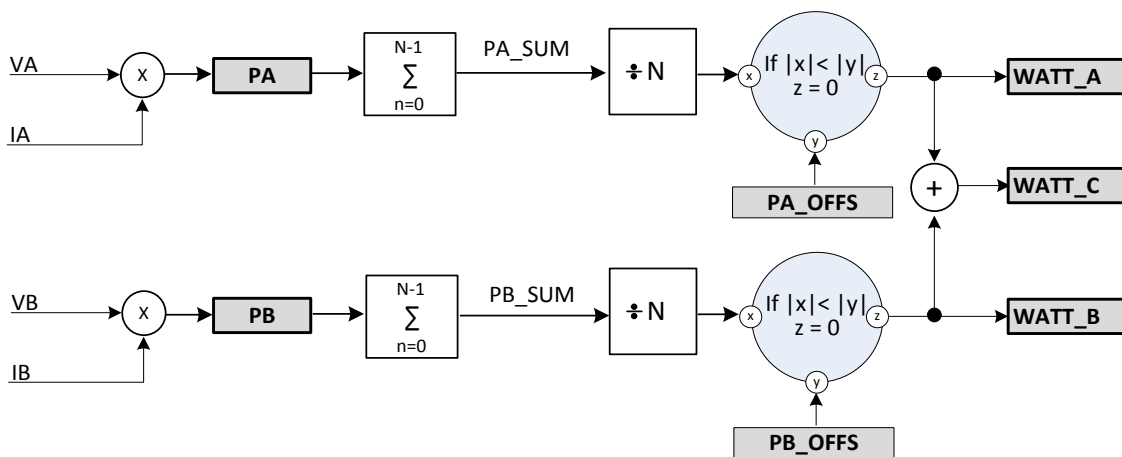 VA
IA
X
PA
N-1
∑
n=0
PA_SUM
÷N
If |x|< |y|
z = 0
x
z
y
PA_OFFS
WATT_A
+
WATT_C
VB
IB
X
PB
N-1
∑
n=0
PB_SUM
÷N
If |x|< |y|
z = 0
x
z
y
PB_OFFS
WATT_B